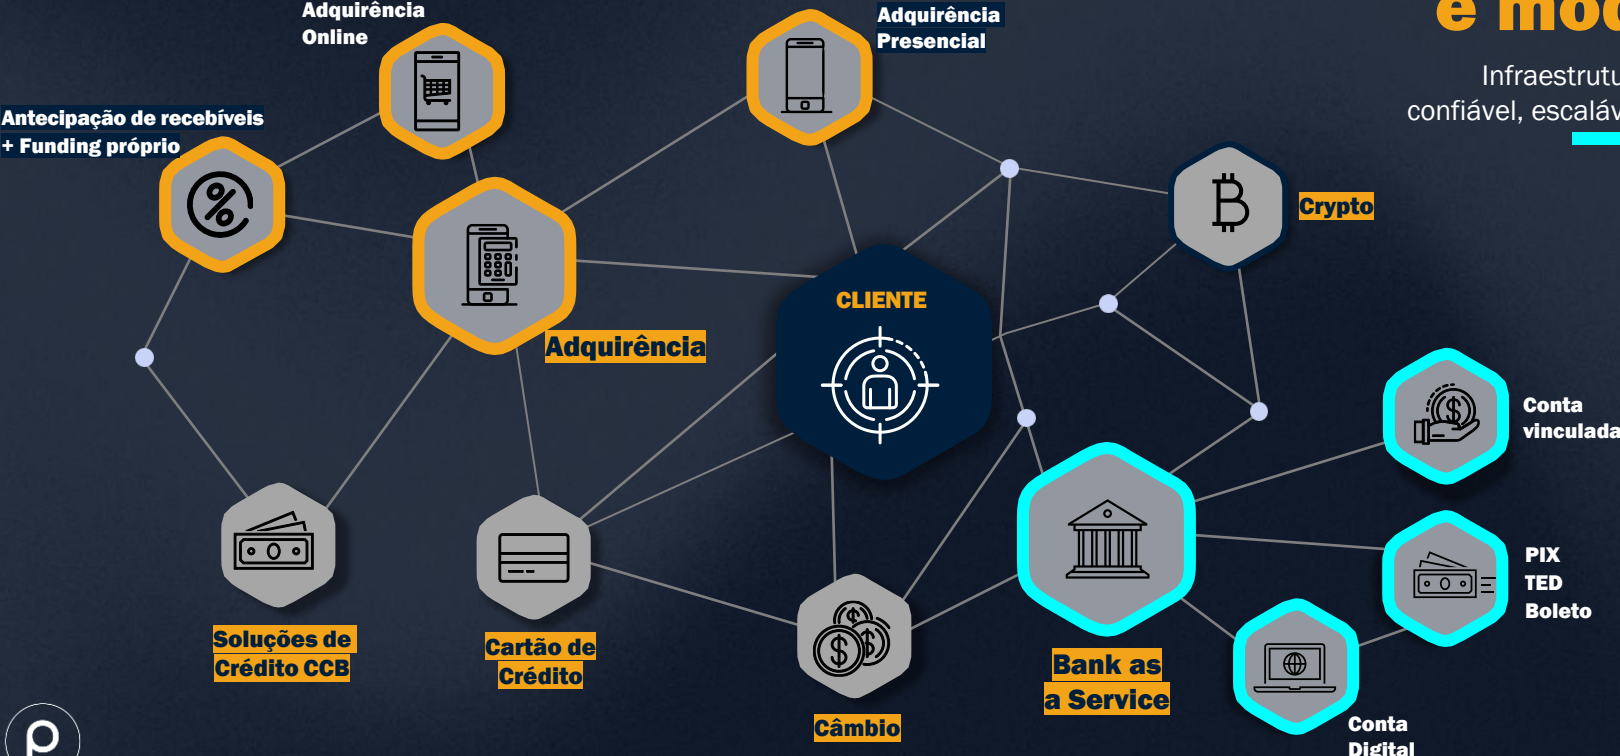 Adquirência
Online
Adquirência
Presencial
Antecipação de recebíveis
+ Funding próprio
confiável,
Crypto
CLIENTE
Adquirência
Conta
vinculada
PIX
TED
Boleto
Soluções de
Crédito CCB
Cartão de
Crédito
Bank as
a Service
Câmbio
Conta
Digital